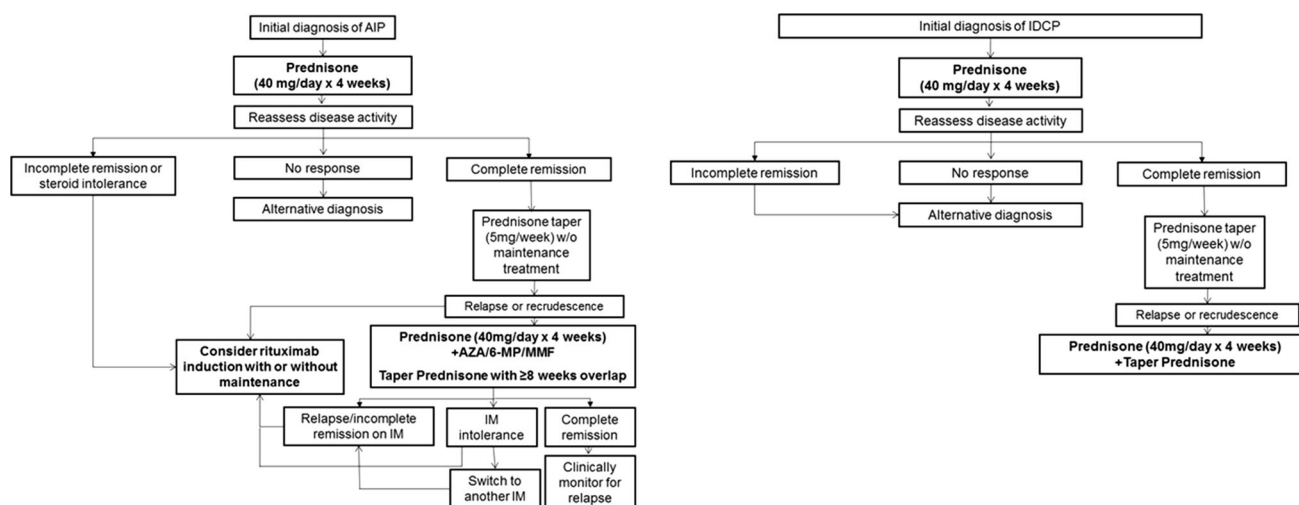 Initial diagnosis of AIP
Prednisone
(40 mg/day x 4 weeks)
Reassess disease activity
Incomplete remission or
steroid intolerance
No response
Complete remission
Alternative diagnosis
Prednisone taper
(5mg/week) w/o
maintenance
treatment
Relapse or recrudescence
Consider rituximab
induction with or without
maintenance
Prednisone (40mg/day x 4 weeks)
+AZA/6-MP/MMF
Taper Prednisone with ≥8 weeks overlap
Relapse/incomplete
remission on IM
IM
intolerance
Complete
remission
Switch to
another IM
Clinically
monitor for
relapse
Initial diagnosis of IDCP
Prednisone
(40 mg/day x 4 weeks)
Reassess disease activity
Incomplete remission
No response
Complete remission
Alternative diagnosis
Prednisone taper
(5mg/week) w/o
maintenance
treatment
Relapse or recrudescence
Prednisone (40mg/day x 4 weeks)
+Taper Prednisone